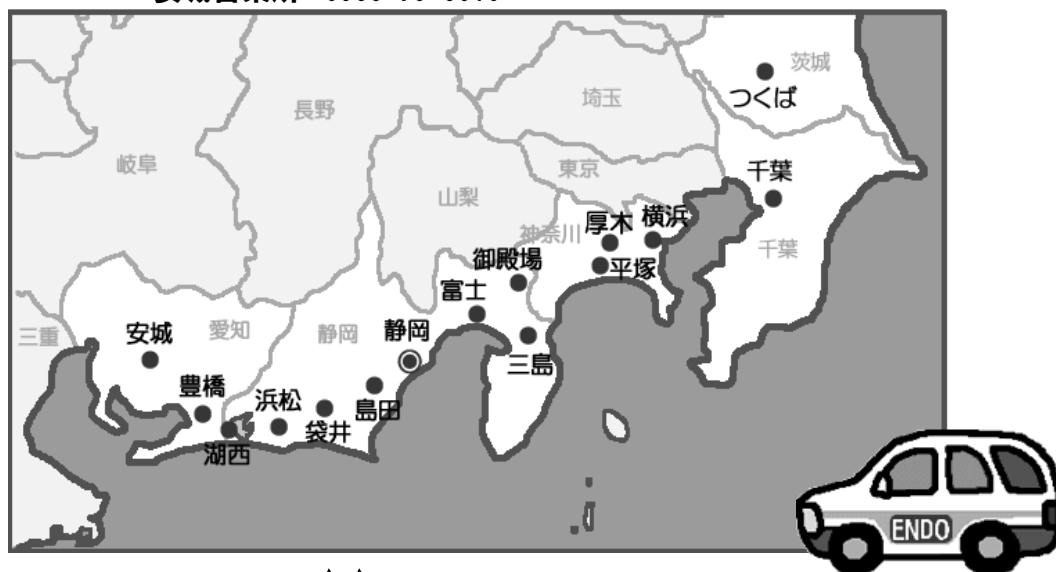 茨城
つくば
長野
埼玉
岐阜
東京
千葉
山梨
神奈川
厚木
横浜
千葉
御殿場
平塚
富士
三重
安城
愛知
静岡
静岡
三島
豊橋
浜松
袋井
島田
湖西
ENDO